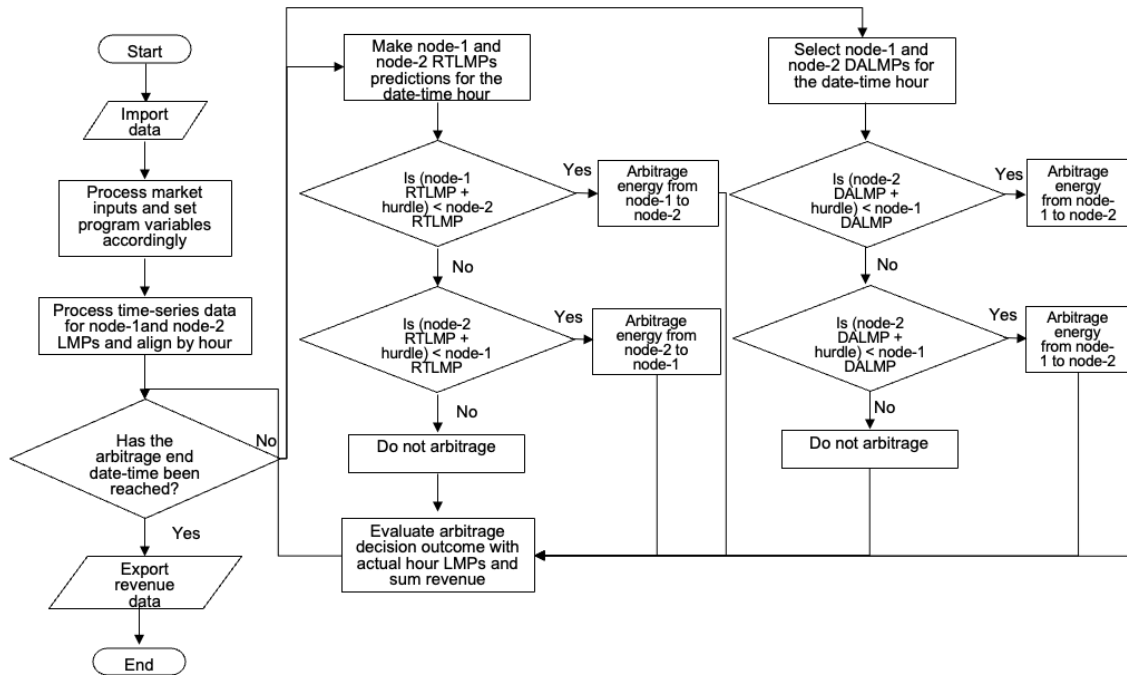 Start
Import
data
Process market
inputs and set
program variables
accordingly
Process time-series data
for node-1and node-2
LMPs and align by hour
Has the
arbitrage end
date-time been
reached?
No
Yes
Export
revenue
data
End
Make node-1 and
node-2 RTLMPs
predictions for the
date-time hour
Is (node-1
RTLMP +
hurdle) < node-2
RTLMP
Yes
Arbitrage
energy from
node-1 to
node-2
No
Is (node-2
RTLMP +
hurdle) < node-1
RTLMP
Yes
Arbitrage
energy from
node-2 to
node-1
No
Do not arbitrage
Evaluate arbitrage
decision outcome with
actual hour LMPs and
sum revenue
Select node-1 and
node-2 DALMPs for
the date-time hour
Is (node-2
DALMP +
hurdle) < node-1
DALMP
Yes
Arbitrage
energy
from node-
1 to node-2
No
Is (node-2
DALMP +
hurdle) < node-1
DALMP
Yes
Arbitrage
energy
from node-
1 to node-2
No
Do not arbitrage